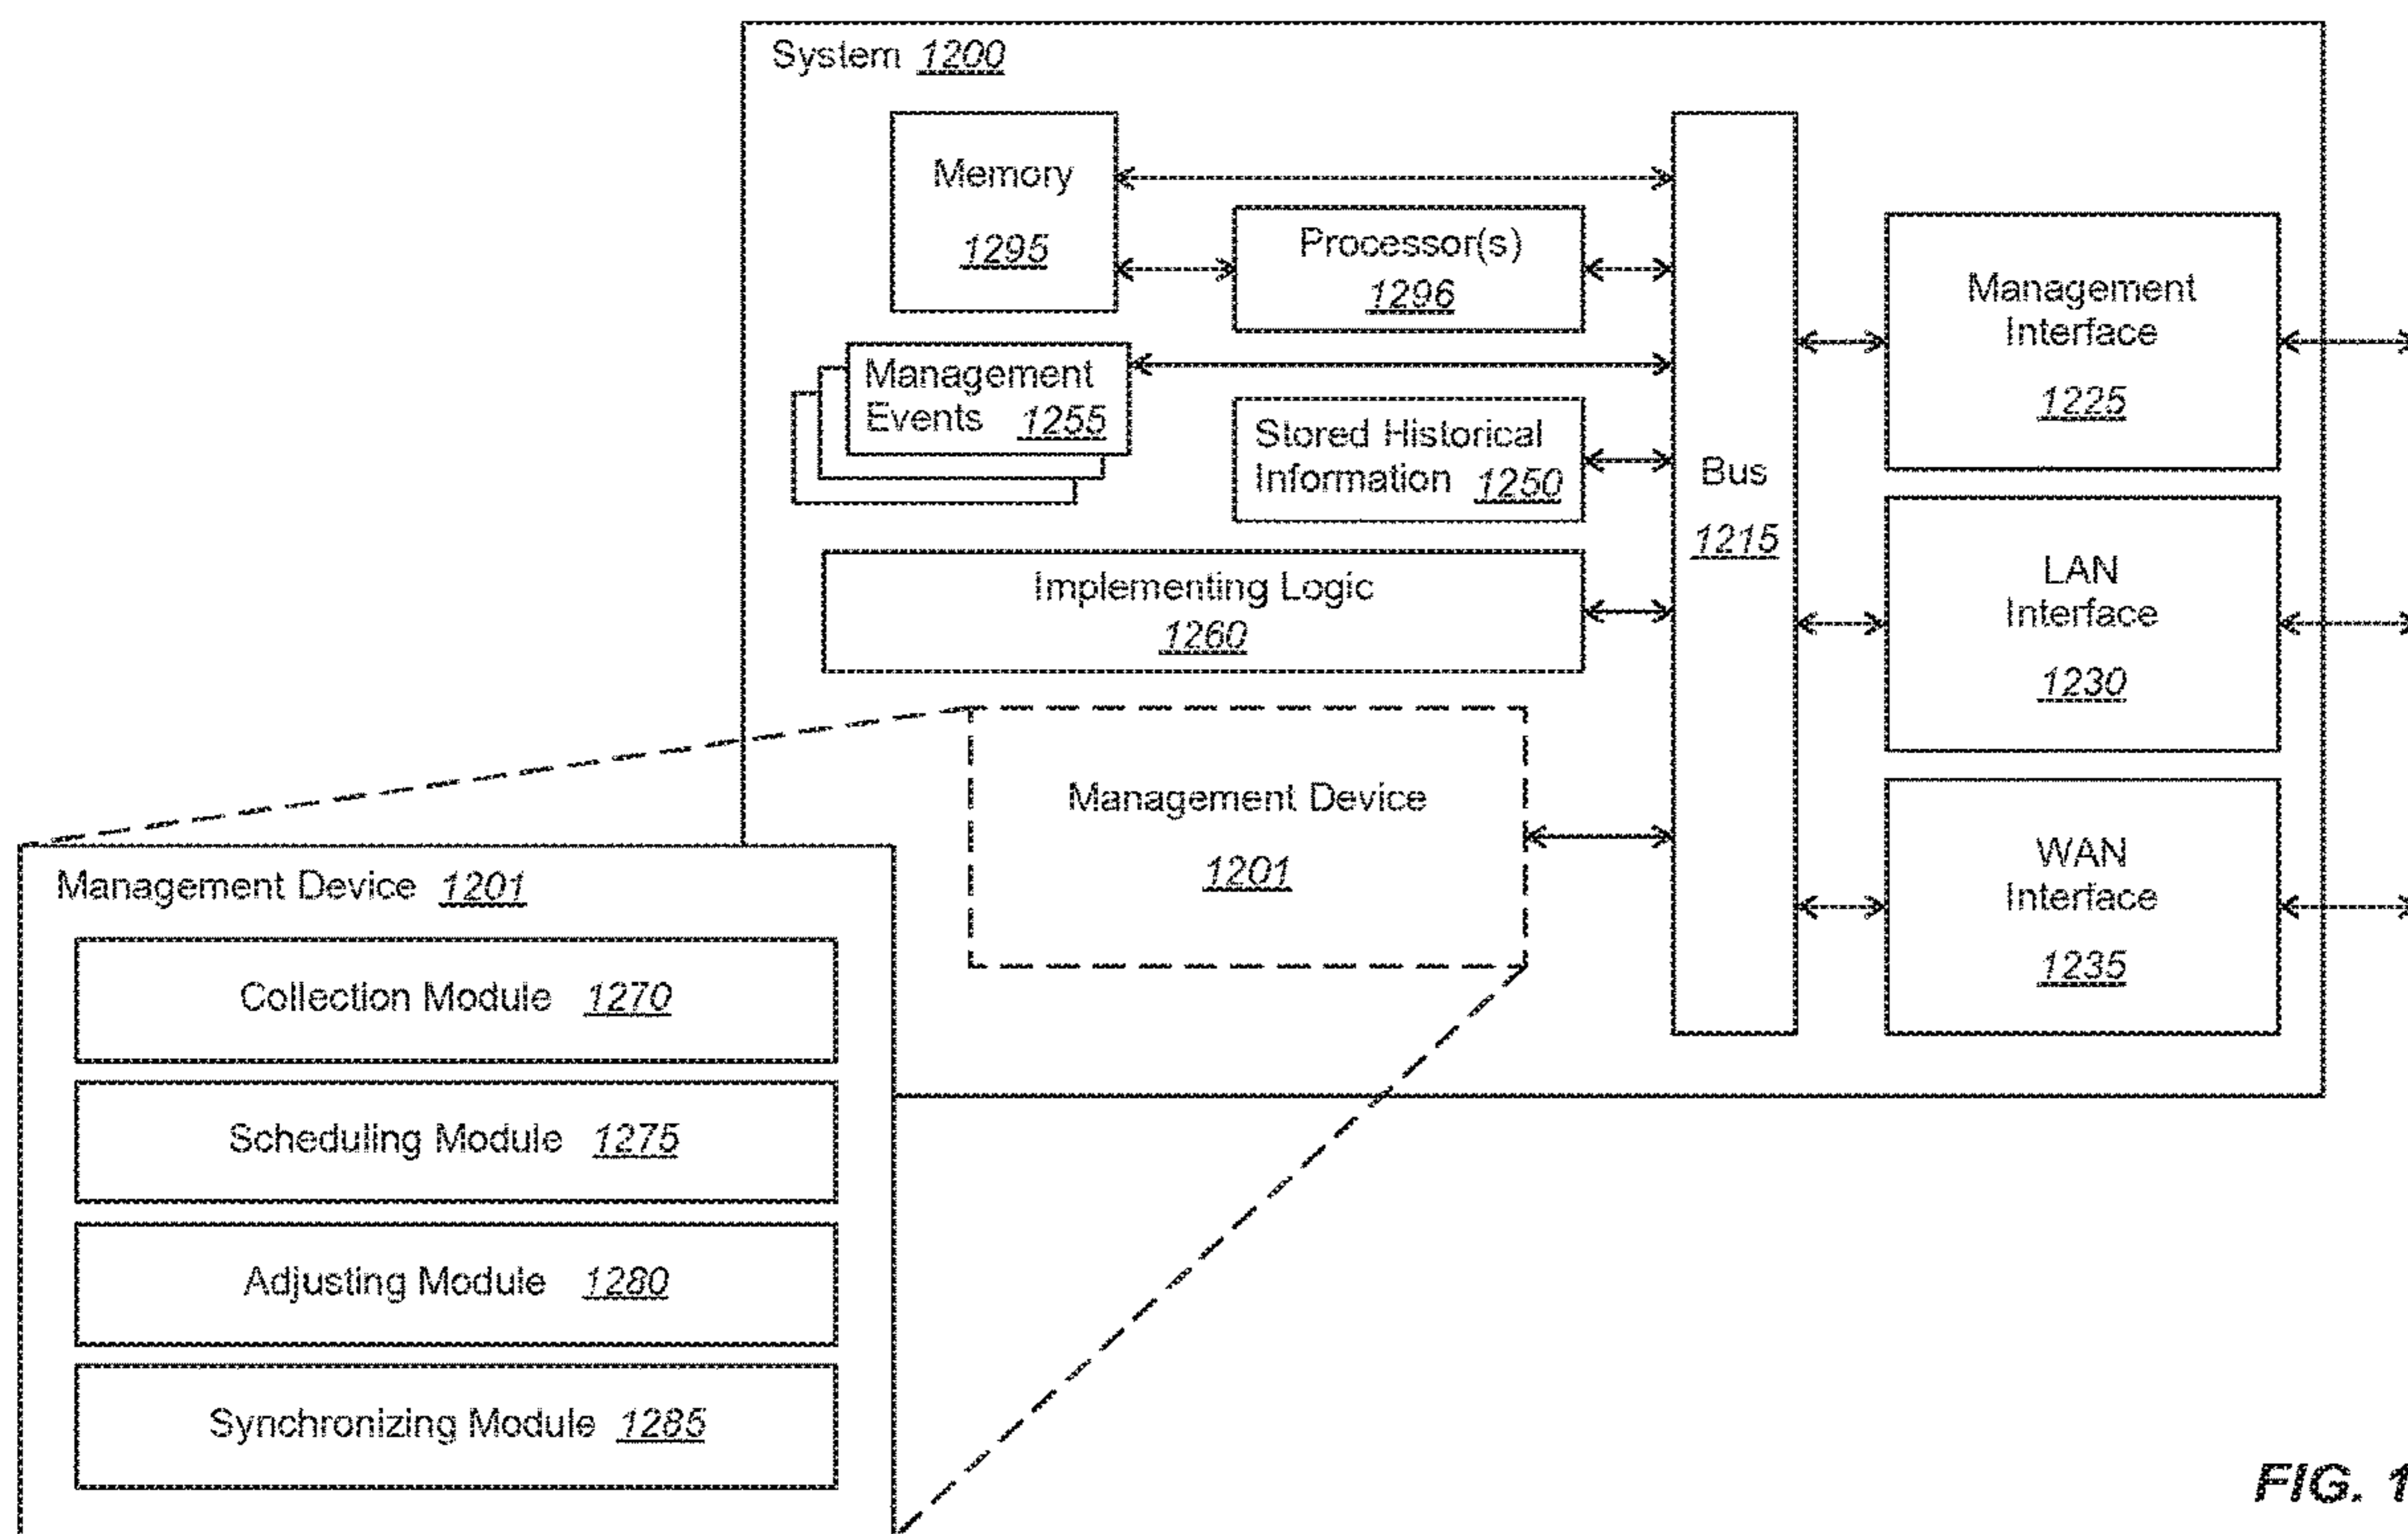 System 1200
Memory
1295
Processor(s)
1296
Management
Events 1255
Stored Historical
Information 1250
Implementing Logic
1260
Management Device
1201
Bus
1215
Management
Interface
1225
LAN
Interface
1230
WAN
Interface
1235
Management Device 1201
Collection Module 1270
Scheduling Module 1275
Adjusting Module 1280
Synchronizing Module 1285
FIG. 1